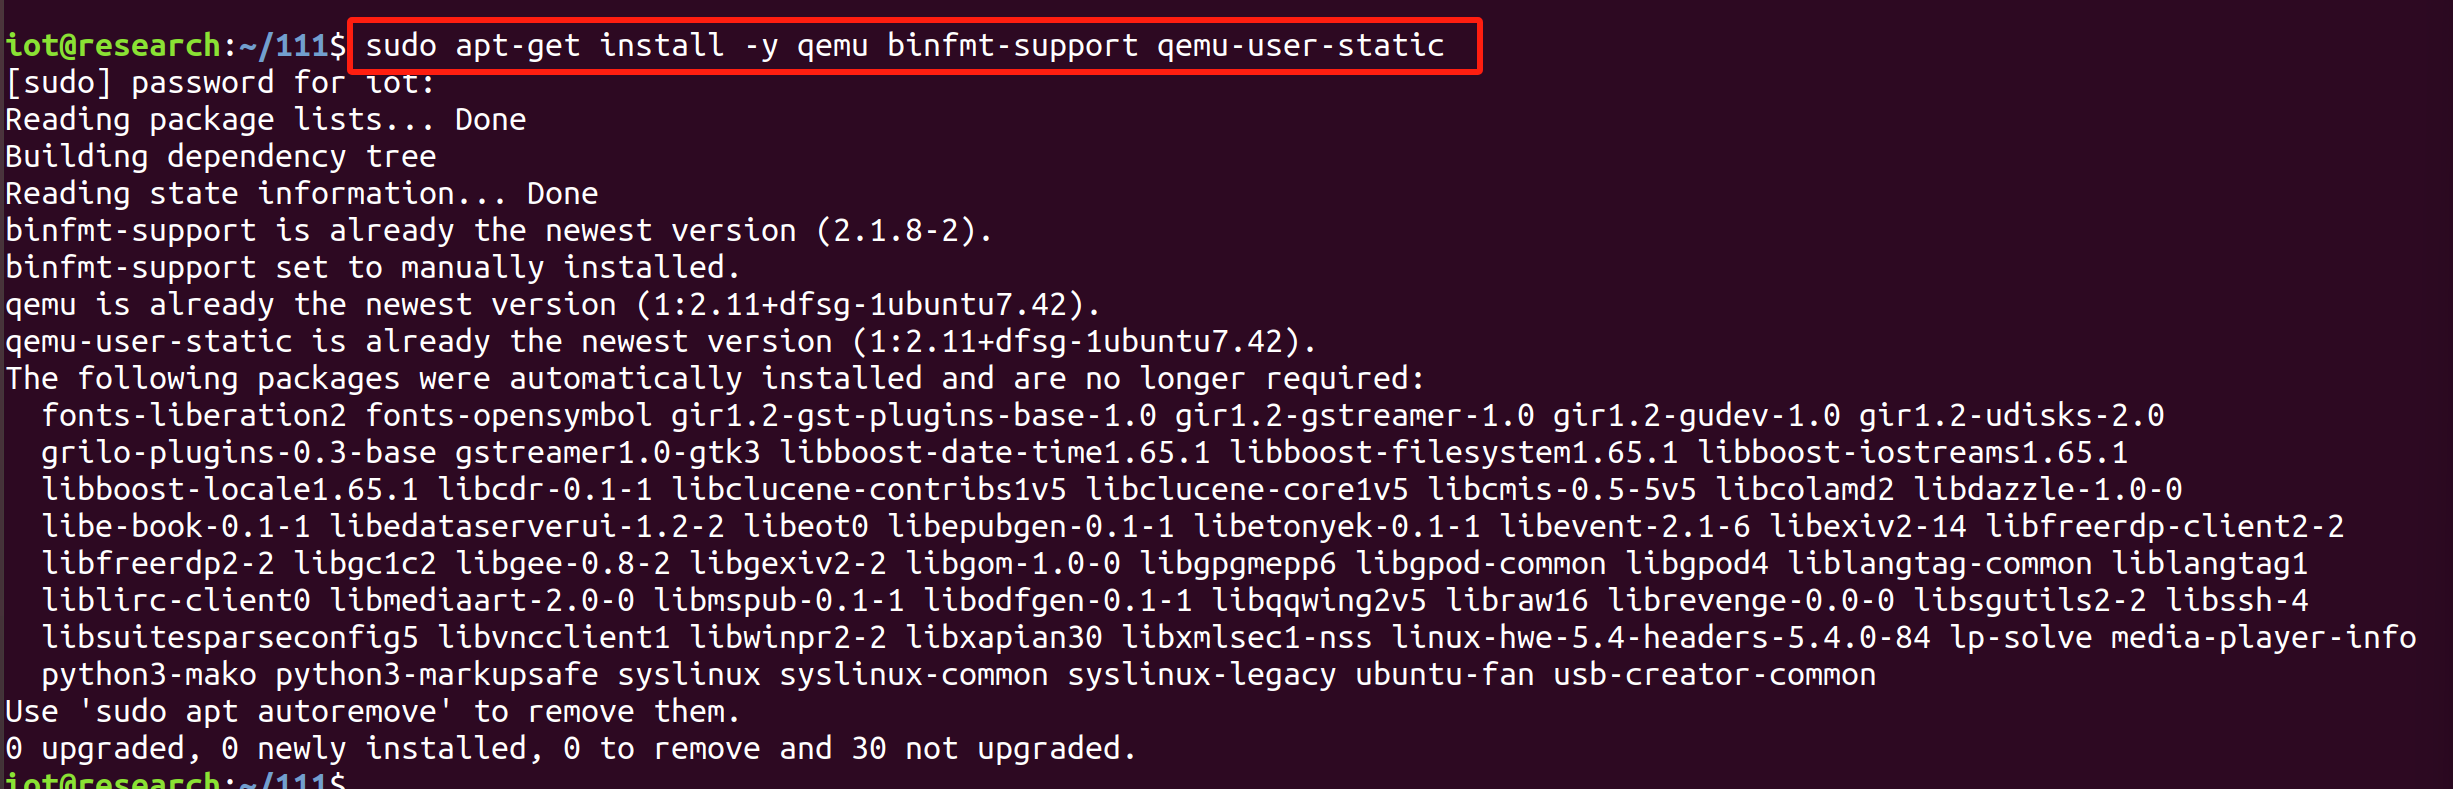 iot@research:~/111$ sudo apt-get install -y qemu binfmt-support qemu-user-static
[sudo] password for iot:
Reading package lists... Done
Building dependency tree
Reading state information... Done
binfmt-support is already the newest version (2.1.8-2).
binfmt-support set to manually installed.
qemu is already the newest version (1:2.11+dfsg-1ubuntu7.42).
qemu-user-static is already the newest version (1:2.11+dfsg-1ubuntu7.42).
The following packages were automatically installed and are no longer required:
  fonts-liberation2 fonts-opensymbol gir1.2-gst-plugins-base-1.0 gir1.2-gstreamer-1.0 gir1.2-gudev-1.0 gir1.2-udisks-2.0
  grilo-plugins-0.3-base gstreamer1.0-gtk3 libboost-date-time1.65.1 libboost-filesystem1.65.1 libboost-iostreams1.65.1
  libboost-locale1.65.1 libcdr-0.1-1 libclucene-contribs1v5 libclucene-core1v5 libcmis-0.5-5v5 libcolamd2 libdazzle-1.0-0
  libe-book-0.1-1 libedataserverui-1.2-2 libeot0 libepubgen-0.1-1 libetonyek-0.1-1 libevent-2.1-6 libexiv2-14 libfreerdp-client2-2
  libfreerdp2-2 libgc1c2 libgee-0.8-2 libgexiv2-2 libgom-1.0-0 libgpgmepp6 libgpod-common libgpod4 liblangtag-common liblangtag1
  liblirc-client0 libmediaart-2.0-0 libmspub-0.1-1 libodfgen-0.1-1 libqqwing2v5 libraw16 librevenge-0.0-0 libsgutils2-2 libssh-4
  libsuitesparseconfig5 libvncclient1 libwinpr2-2 libxapian30 libxmlsec1-nss linux-hwe-5.4-headers-5.4.0-84 lp-solve media-player-info
  python3-mako python3-markupsafe syslinux syslinux-common syslinux-legacy ubuntu-fan usb-creator-common
Use 'sudo apt autoremove' to remove them.
0 upgraded, 0 newly installed, 0 to remove and 30 not upgraded.
iot@research:~/111$